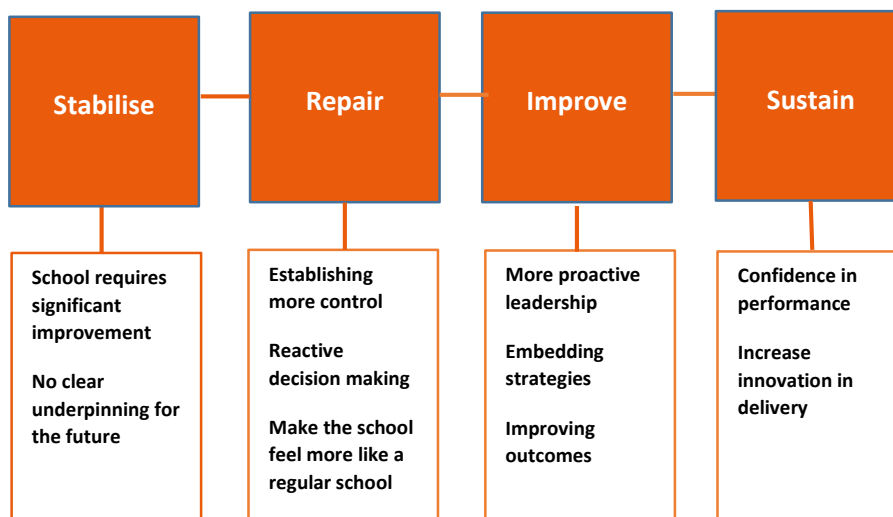 Stabilise
Repair
Improve
Sustain
School requires
significant
improvement
No clear
underpinning for
the future
Establishing
more control
Reactive
decision making
Make the school
feel more like a
regular school
More proactive
leadership
Embedding
strategies
Improving
outcomes
Confidence in
performance
Increase
innovation in
delivery